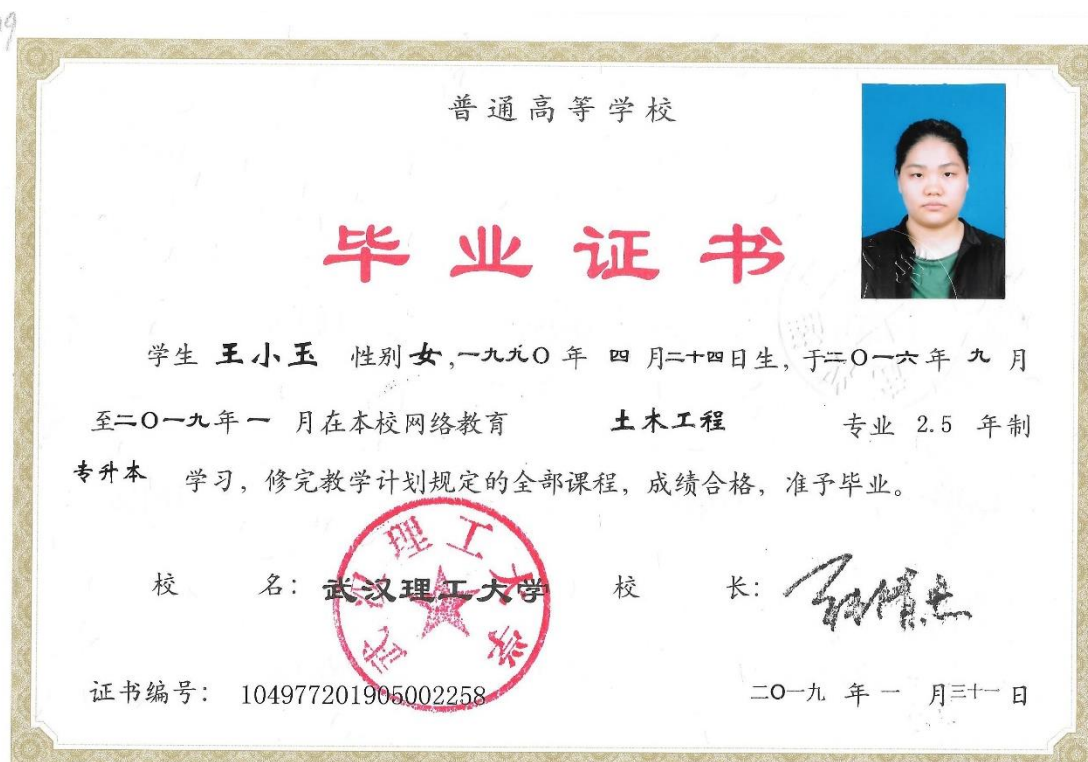 普通高等学校
毕业证书
学生 王小玉 性别 女,一九九〇 年 四 月二十四日生, 于二〇一六年 九 月
至二〇一九年 一 月在本校网络教育 土木工程 专业 2.5 年制
专升本 学习, 修完教学计划规定的全部课程, 成绩合格, 准予毕业。
武汉理工大学
校 名: 武汉理工大学 校 长:
证书编号: 104977201905002258 二〇一九 年 一 月三十一 日